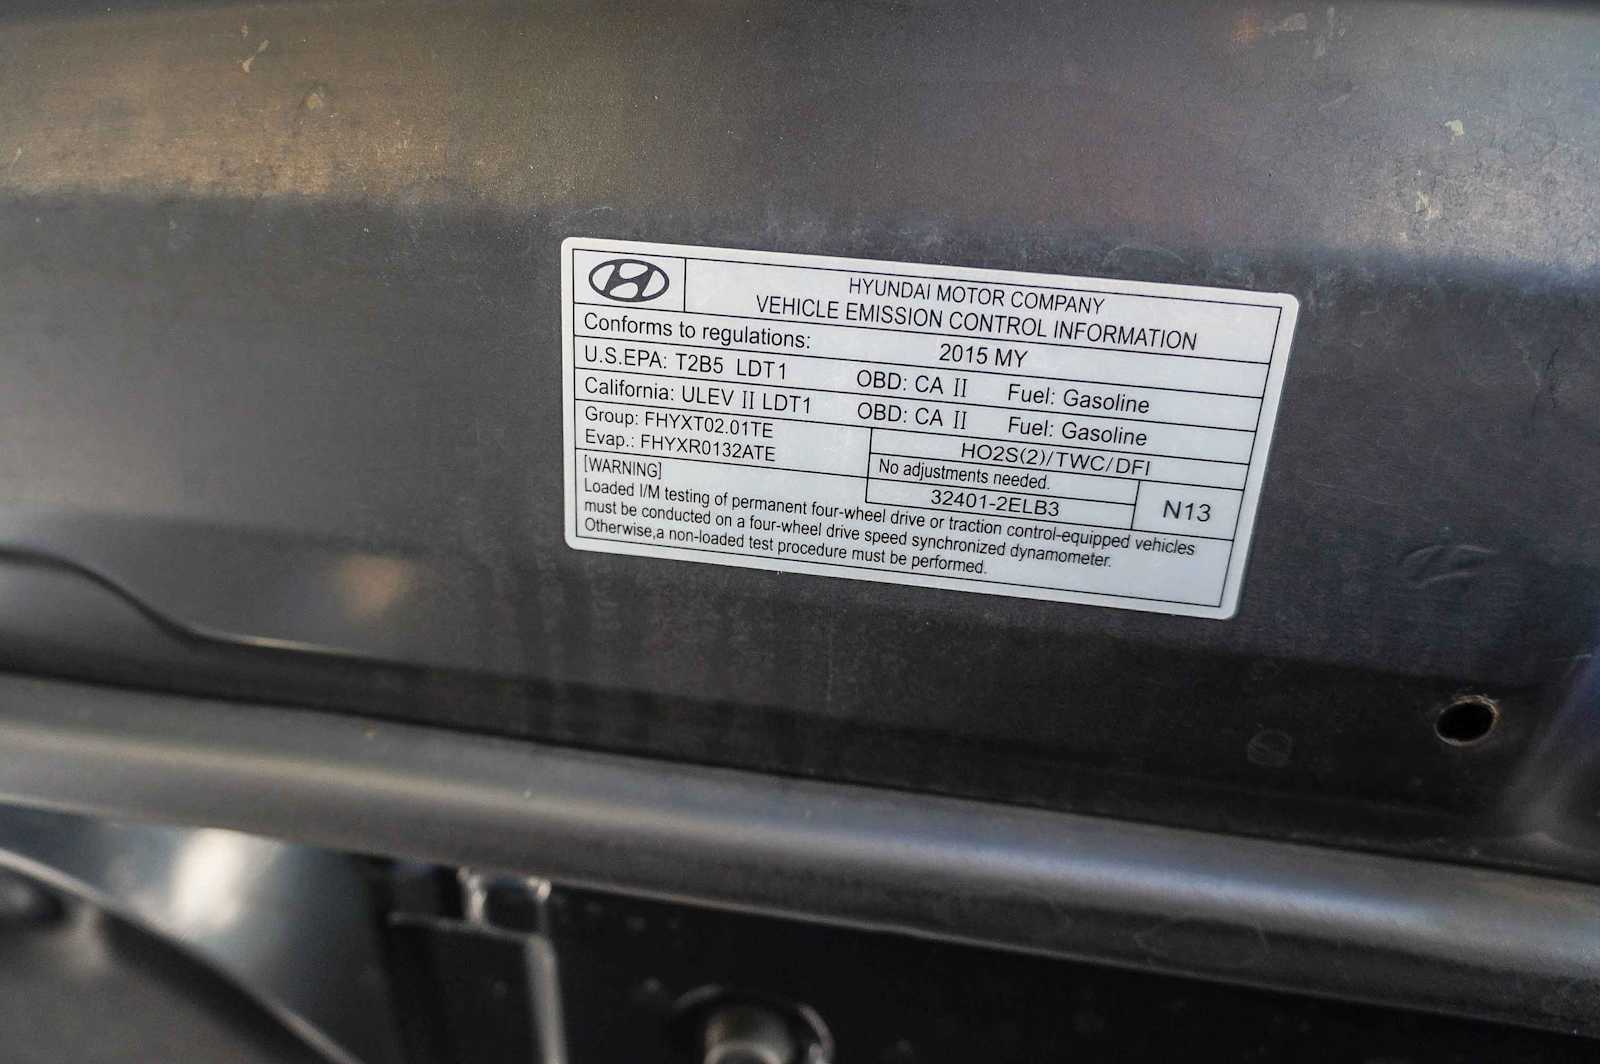 HYUNDAI MOTOR COMPANY
VEHICLE EMISSION CONTROL INFORMATION
Conforms to regulations: 2015 MY
U.S.EPA: T2B5 LDT1 OBD: CA II Fuel: Gasoline
California: ULEV II LDT1 OBD: CA II Fuel: Gasoline
Group: FHYXT02.01TE
Evap.: FHYXR0132ATE
HO2S(2)/TWC/DFI
No adjustments needed.
32401-2ELB3
N13
[WARNING]
Loaded I/M testing of permanent four-wheel drive or traction control-equipped vehicles
must be conducted on a four-wheel drive speed synchronized dynamometer.
Otherwise,a non-loaded test procedure must be performed.